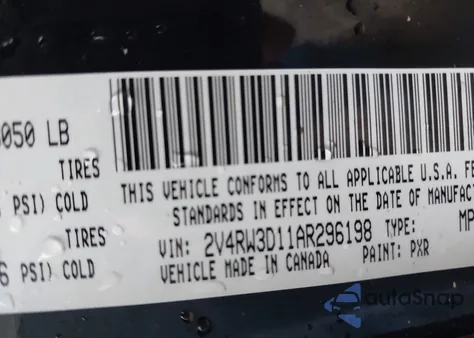 050 LB
TIRES
PSI) COLD
TIRES
PSI) COLD
THIS VEHICLE CONFORMS TO ALL APPLICABLE U.S.A. FE
STANDARDS IN EFFECT ON THE DATE OF MANUFAC
VIN: 2V4RW3D11AR296198 TYPE: MP
VEHICLE MADE IN CANADA PAINT: PXR
autoSnap